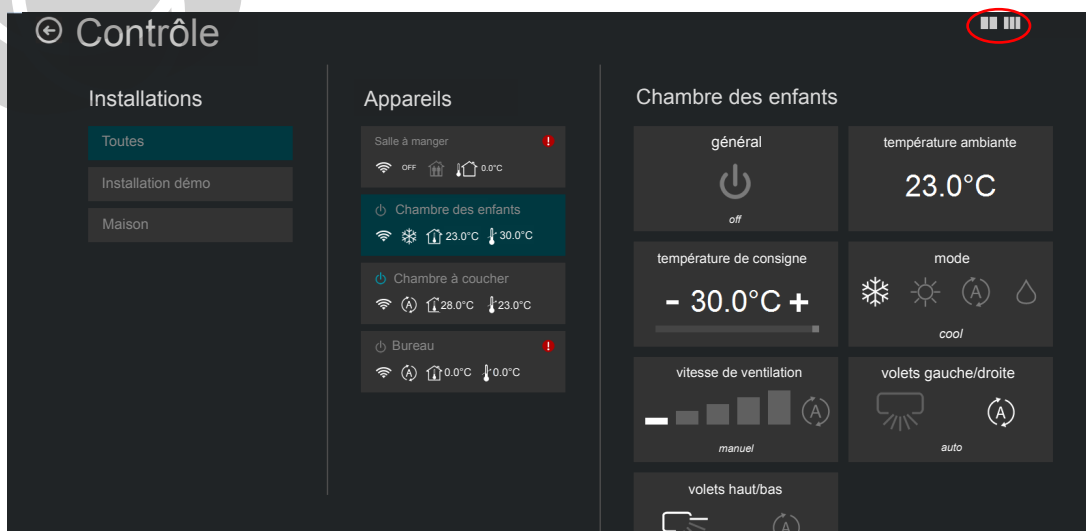 Contrôle
Installations
Toutes
Installation démo
Maison
Appareils
Salle à manger !
OFF 0.0°C
Chambre des enfants
23.0°C 30.0°C
Chambre à coucher
A 28.0°C 23.0°C
Bureau !
A 0.0°C 0.0°C
Chambre des enfants
général
off
température ambiante
23.0°C
température de consigne
- 30.0°C +
mode
A
cool
vitesse de ventilation
A
manuel
volets gauche/droite
A
auto
volets haut/bas
A